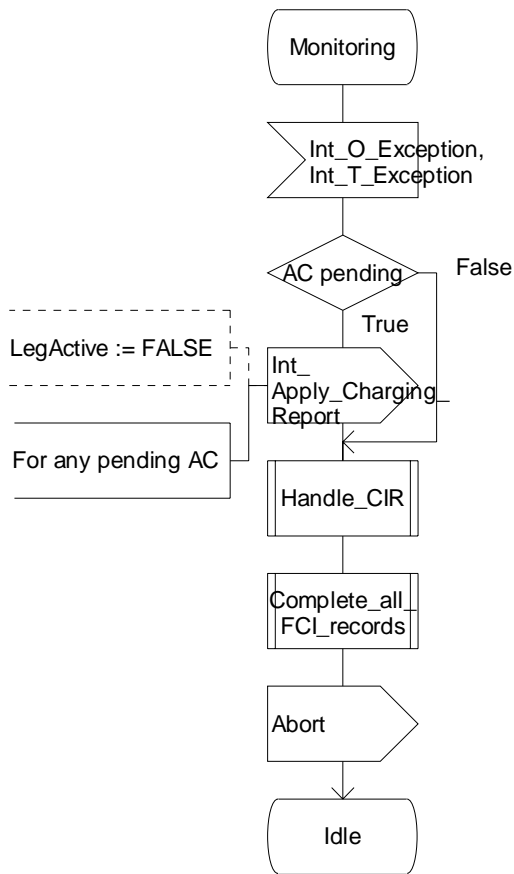 Monitoring
Int_O_Exception,
Int_T_Exception
AC pending
False
True
LegActive := FALSE
Int_
Apply_Charging_
Report
For any pending AC
Handle_CIR
Complete_all_
FCI_records
Abort
Idle